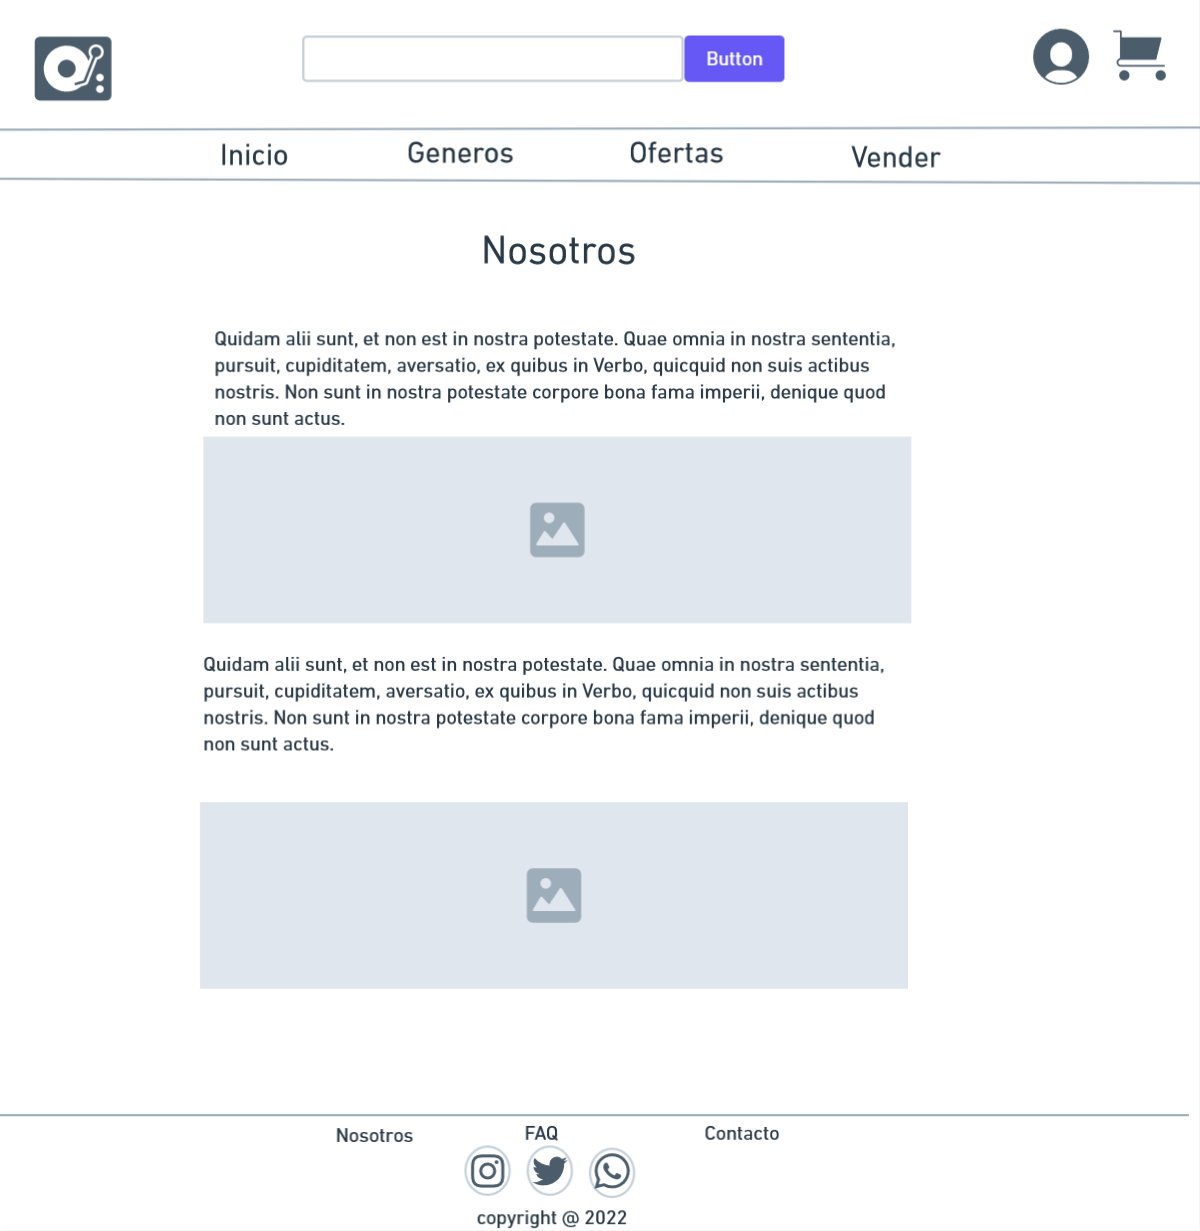 Button
Inicio Generos Ofertas Vender
Nosotros
Quidam alii sunt, et non est in nostra potestate. Quae omnia in nostra sententia,
pursuit, cupiditatem, aversatio, ex quibus in Verbo, quicquid non suis actibus
nostris. Non sunt in nostra potestate corpore bona fama imperii, denique quod
non sunt actus.
Quidam alii sunt, et non est in nostra potestate. Quae omnia in nostra sententia,
pursuit, cupiditatem, aversatio, ex quibus in Verbo, quicquid non suis actibus
nostris. Non sunt in nostra potestate corpore bona fama imperii, denique quod
non sunt actus.
Nosotros FAQ Contacto
copyright @ 2022